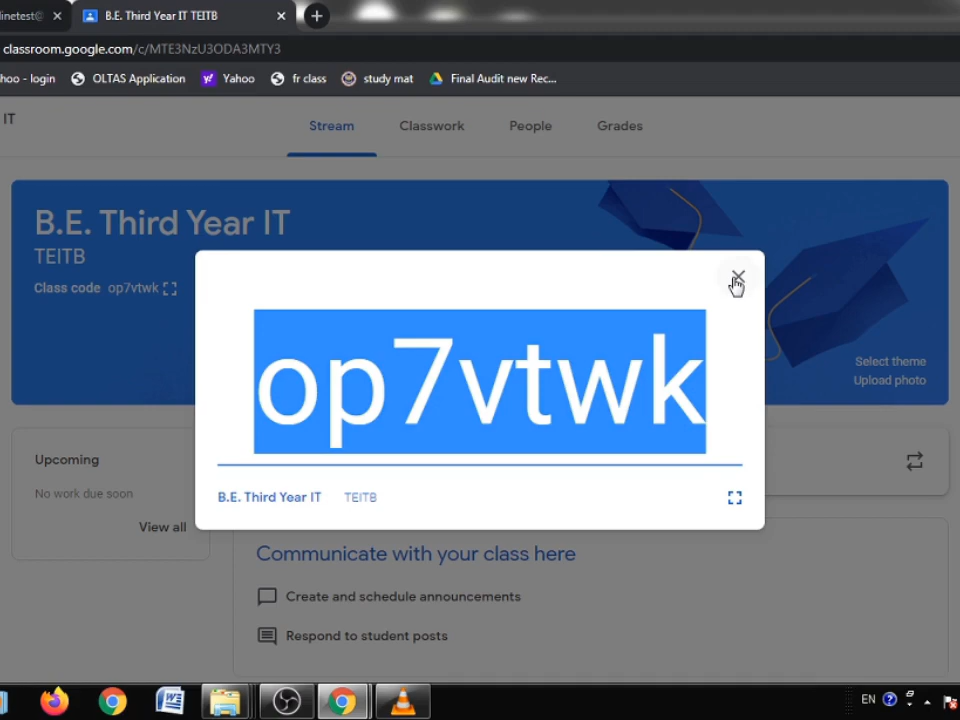 linetest@
B.E. Third Year IT TEITB
classroom.google.com/c/MTE3NzU3ODA3MTY3
hoo - login
OLTAS Application
Yahoo
fr class
study mat
Final Audit new Rec...
IT
Stream
Classwork
People
Grades
B.E. Third Year IT
TEITB
Class code op7vtwk
Select theme
Upload photo
op7vtwk
B.E. Third Year IT TEITB
Upcoming
No work due soon
View all
Communicate with your class here
Create and schedule announcements
Respond to student posts
EN